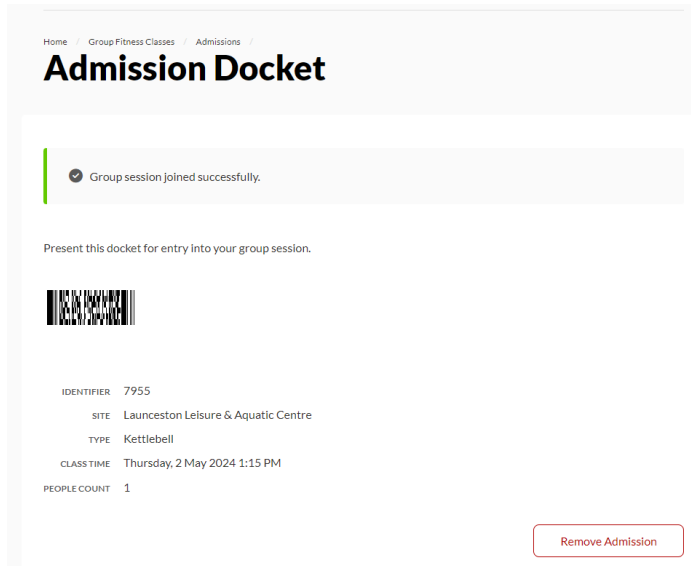 Home / Group Fitness Classes / Admissions /
Admission Docket
Group session joined successfully.
Present this docket for entry into your group session.
IDENTIFIER 7955
SITE Launceston Leisure & Aquatic Centre
TYPE Kettlebell
CLASS TIME Thursday, 2 May 2024 1:15 PM
PEOPLE COUNT 1
Remove Admission